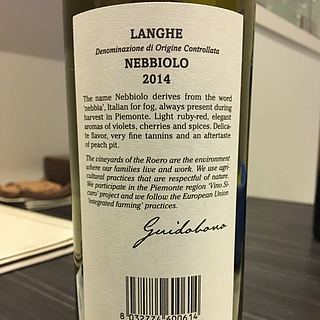 LANGHE
Denominazione di Origine Controllata
NEBBIOLO
2014
The name Nebbiolo derives from the word
'nebbia', Italian for fog, always present during
harvest in Piemonte. Light ruby-red, elegant
aromas of violets, cherries and spices. Delica-
te flavor, very fine tannins and an aftertaste
of peach pit.
The vineyards of the Roero are the environment
where our families live and work. We use agri-
cultural practices that are respectful of nature.
We participate in the Piemonte region 'Vino Si-
curo' project and we follow the European Union
'integrated farming' practices.
Guidobono
8 032774 600614